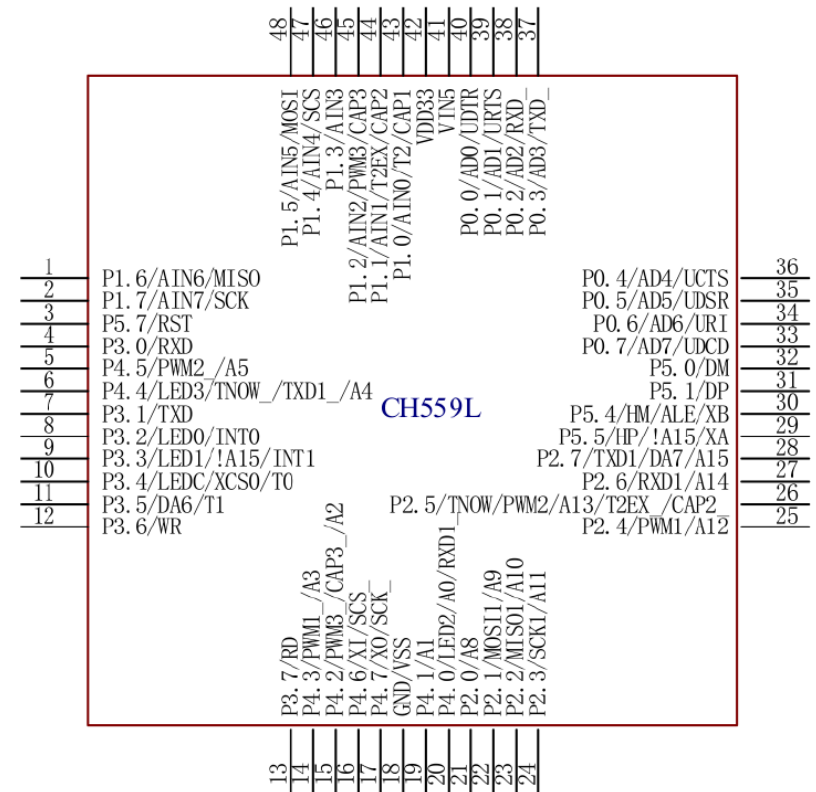 48
47
46
45
44
43
42
41
40
39
38
37
P1.5/AIN5/MOSI
P1.4/AIN4/SCS
P1.3/AIN3
P1.2/AIN2/PWM3/CAP3
P1.1/AIN1/T2EX/CAP2
P1.0/AIN0/T2/CAP1
VDD33
VIN5
P0.0/AD0/UDTR
P0.1/AD1/URTS
P0.2/AD2/RXD_
P0.3/AD3/TXD_
1 P1.6/AIN6/MISO
2 P1.7/AIN7/SCK
3 P5.7/RST
4 P3.0/RXD
5 P4.5/PWM2_/A5
6 P4.4/LED3/TNOW_/TXD1_/A4
7 P3.1/TXD
8 P3.2/LED0/INT0
9 P3.3/LED1/!A15/INT1
10 P3.4/LEDC/XCS0/T0
11 P3.5/DA6/T1
12 P3.6/WR
CH559L
P0.4/AD4/UCTS 36
P0.5/AD5/UDSR 35
P0.6/AD6/URI 34
P0.7/AD7/UDCD 33
P5.0/DM 32
P5.1/DP 31
P5.4/HM/ALE/XB 30
P5.5/HP/!A15/XA 29
P2.7/TXD1/DA7/A15 28
P2.6/RXD1/A14 27
P2.5/TNOW/PWM2/A13/T2EX_/CAP2_ 26
P2.4/PWM1/A12 25
P3.7/RD
P4.3/PWM1_/A3
P4.2/PWM3_/CAP3_/A2
P4.6/XI/SCS_
P4.7/XO/SCK_
GND/VSS
P4.1/A1
P4.0/LED2/A0/RXD1_
P2.0/A8
P2.1/MOSI1/A9
P2.2/MISO1/A10
P2.3/SCK1/A11
13
14
15
16
17
18
19
20
21
22
23
24